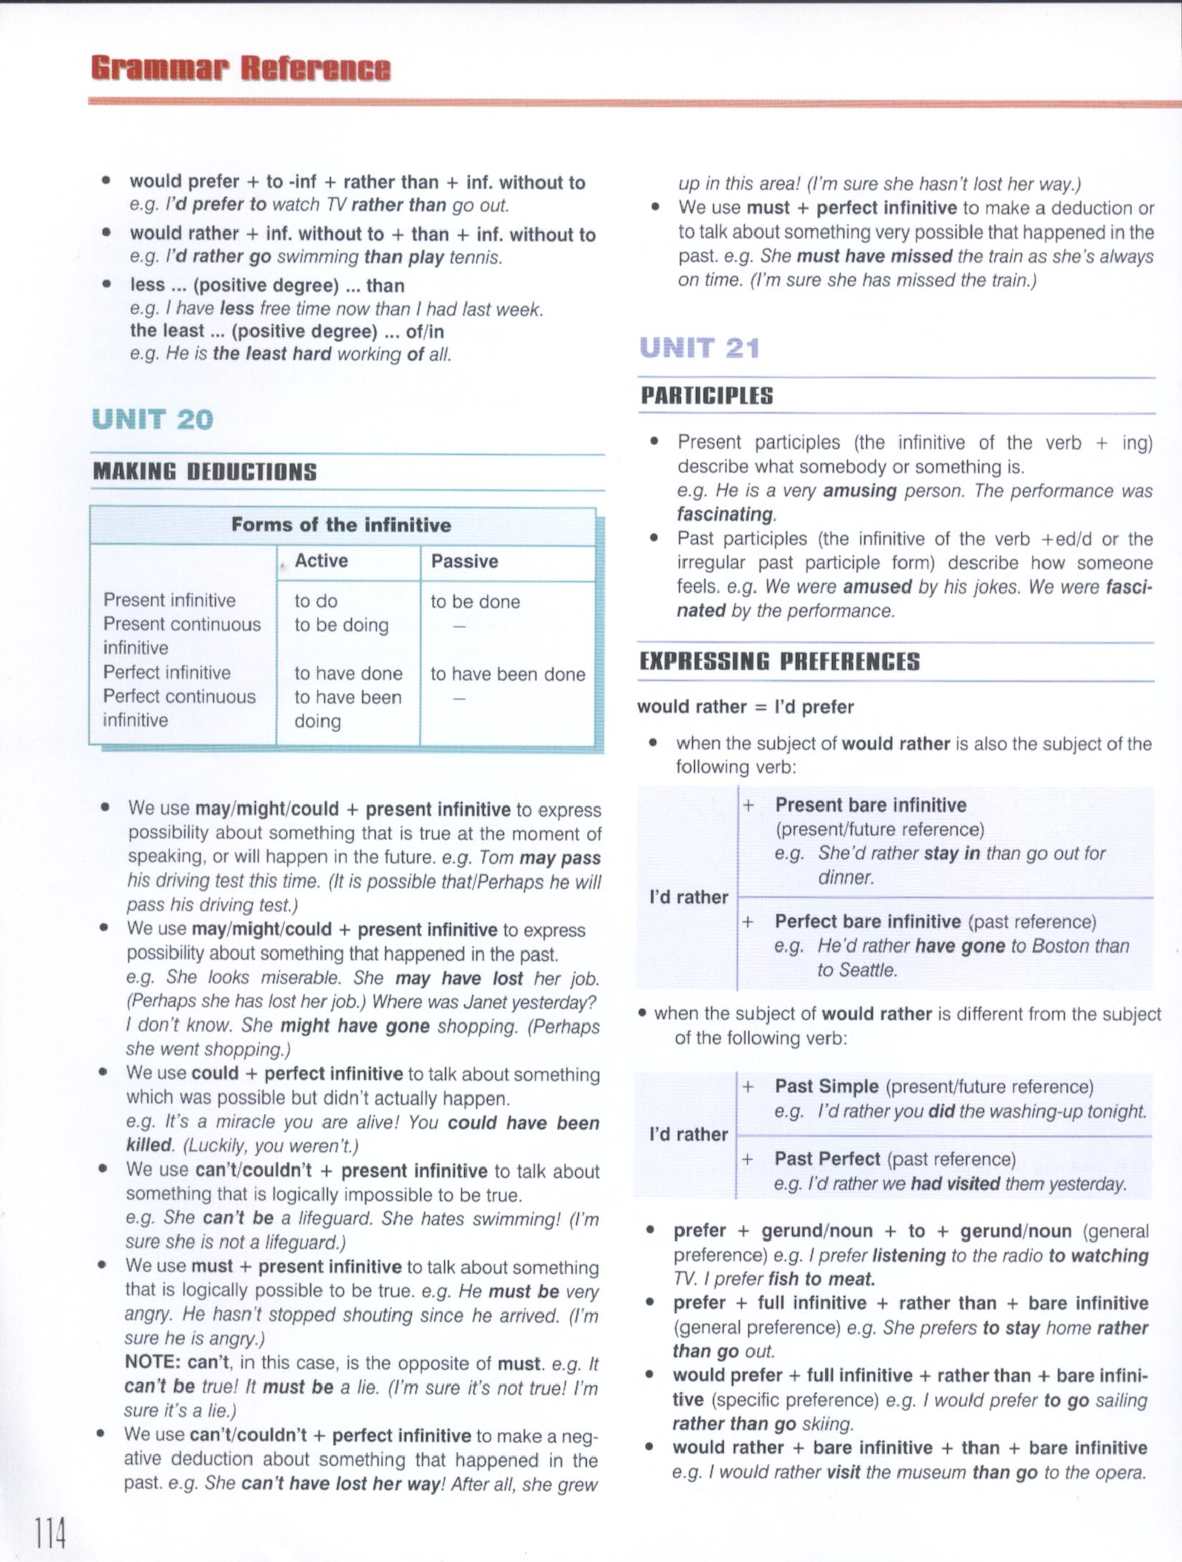 Grammar Reference
• would prefer + to -inf + rather than + inf. without to
e.g. I'd prefer to watch TV rather than go out.
• would rather + inf. without to + than + inf. without to
e.g. I'd rather go swimming than play tennis.
• less ... (positive degree) ... than
e.g. I have less free time now than I had last week.
the least ... (positive degree) ... of/in
e.g. He is the least hard working of all.
UNIT 20
MAKING DEDUCTIONS
Forms of the infinitive
Active Passive
Present infinitive to do to be done
Present continuous to be doing –
infinitive
Perfect infinitive to have done to have been done
Perfect continuous to have been –
infinitive doing
• We use may/might/could + present infinitive to express
possibility about something that is true at the moment of
speaking, or will happen in the future. e.g. Tom may pass
his driving test this time. (It is possible that/Perhaps he will
pass his driving test.)
• We use may/might/could + present infinitive to express
possibility about something that happened in the past.
e.g. She looks miserable. She may have lost her job.
(Perhaps she has lost her job.) Where was Janet yesterday?
I don't know. She might have gone shopping. (Perhaps
she went shopping.)
• We use could + perfect infinitive to talk about something
which was possible but didn't actually happen.
e.g. It's a miracle you are alive! You could have been
killed. (Luckily, you weren't.)
• We use can't/couldn't + present infinitive to talk about
something that is logically impossible to be true.
e.g. She can't be a lifeguard. She hates swimming! (I'm
sure she is not a lifeguard.)
• We use must + present infinitive to talk about something
that is logically possible to be true. e.g. He must be very
angry. He hasn't stopped shouting since he arrived. (I'm
sure he is angry.)
NOTE: can't, in this case, is the opposite of must. e.g. It
can't be true! It must be a lie. (I'm sure it's not true! I'm
sure it's a lie.)
• We use can't/couldn't + perfect infinitive to make a neg-
ative deduction about something that happened in the
past. e.g. She can't have lost her way! After all, she grew
up in this area! (I'm sure she hasn't lost her way.)
• We use must + perfect infinitive to make a deduction or
to talk about something very possible that happened in the
past. e.g. She must have missed the train as she's always
on time. (I'm sure she has missed the train.)
UNIT 21
PARTICIPLES
• Present participles (the infinitive of the verb + ing)
describe what somebody or something is.
e.g. He is a very amusing person. The performance was
fascinating.
• Past participles (the infinitive of the verb +ed/d or the
irregular past participle form) describe how someone
feels. e.g. We were amused by his jokes. We were fasci-
nated by the performance.
EXPRESSING PREFERENCES
would rather = I'd prefer
• when the subject of would rather is also the subject of the
following verb:
+ Present bare infinitive
(present/future reference)
e.g. She'd rather stay in than go out for
dinner.
I'd rather
+ Perfect bare infinitive (past reference)
e.g. He'd rather have gone to Boston than
to Seattle.
• when the subject of would rather is different from the subject
of the following verb:
+ Past Simple (present/future reference)
e.g. I'd rather you did the washing-up tonight.
I'd rather
+ Past Perfect (past reference)
e.g. I'd rather we had visited them yesterday.
• prefer + gerund/noun + to + gerund/noun (general
preference) e.g. I prefer listening to the radio to watching
TV. I prefer fish to meat.
• prefer + full infinitive + rather than + bare infinitive
(general preference) e.g. She prefers to stay home rather
than go out.
• would prefer + full infinitive + rather than + bare infini-
tive (specific preference) e.g. I would prefer to go sailing
rather than go skiing.
• would rather + bare infinitive + than + bare infinitive
e.g. I would rather visit the museum than go to the opera.
114